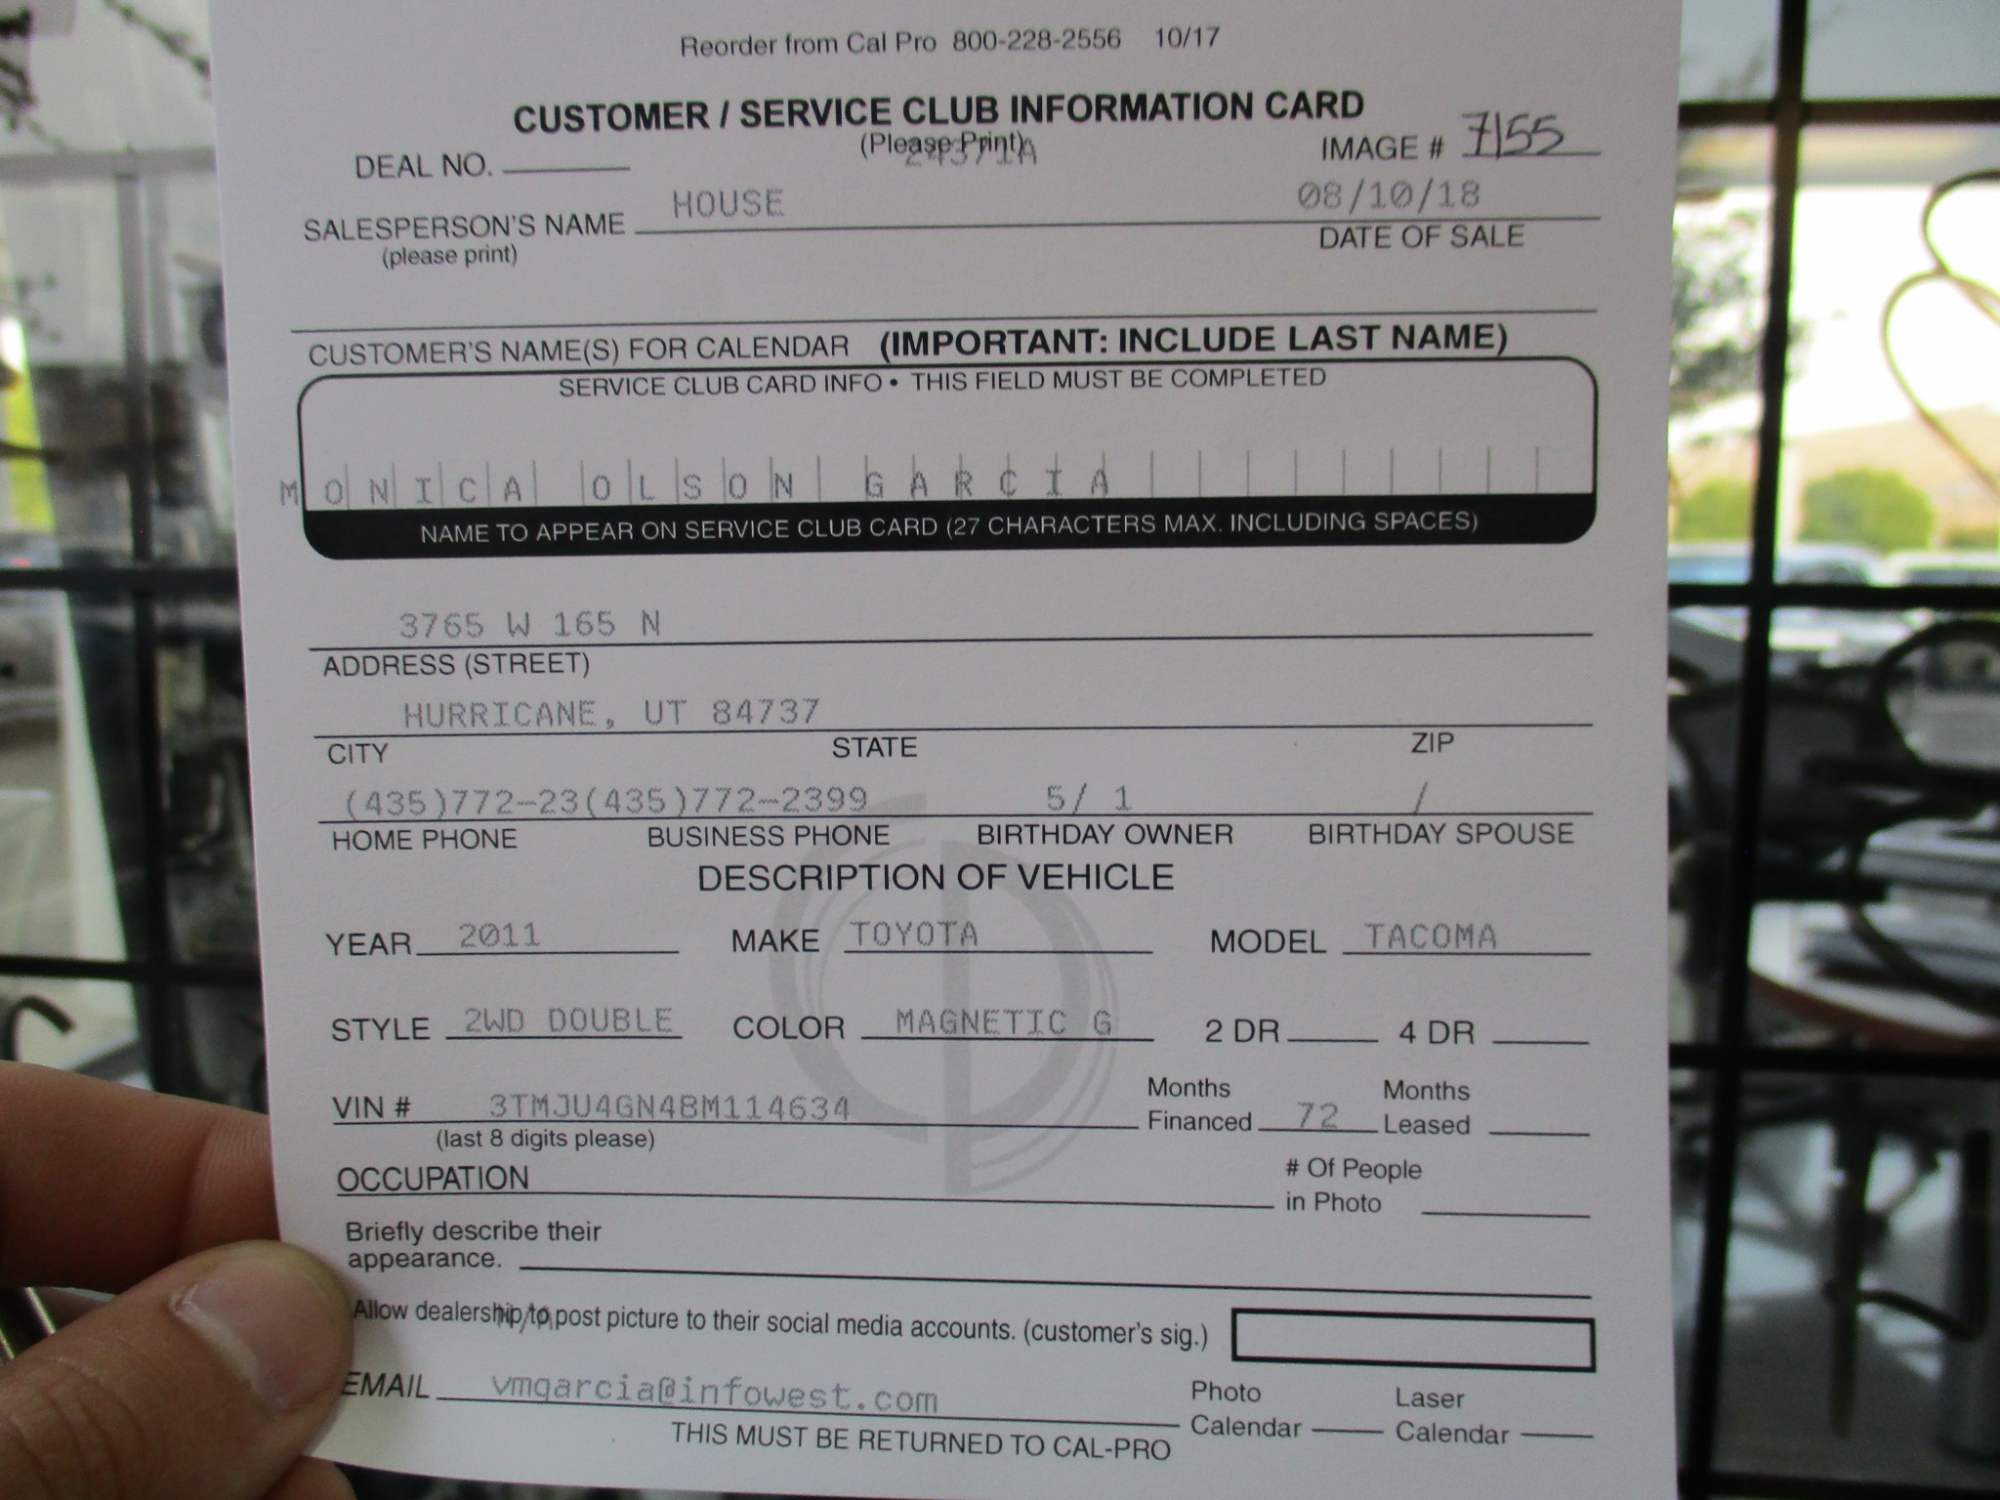 Reorder from Cal Pro 800-228-2556 10/17
CUSTOMER / SERVICE CLUB INFORMATION CARD
(Please Print)
DEAL NO. IMAGE # 7155
HOUSE 08/10/18
SALESPERSON'S NAME DATE OF SALE
(please print)
CUSTOMER'S NAME(S) FOR CALENDAR (IMPORTANT: INCLUDE LAST NAME)
SERVICE CLUB CARD INFO • THIS FIELD MUST BE COMPLETED
MONICA OLSON GARCIA
NAME TO APPEAR ON SERVICE CLUB CARD (27 CHARACTERS MAX. INCLUDING SPACES)
3765 W 165 N
ADDRESS (STREET)
HURRICANE, UT 84737
CITY STATE ZIP
(435)772-23(435)772-2399 5/ 1 /
HOME PHONE BUSINESS PHONE BIRTHDAY OWNER BIRTHDAY SPOUSE
DESCRIPTION OF VEHICLE
YEAR 2011 MAKE TOYOTA MODEL TACOMA
STYLE 2WD DOUBLE COLOR MAGNETIC G 2 DR 4 DR
VIN # 3TMJU4GN4BM114634 Months Financed 72 Months Leased
(last 8 digits please)
OCCUPATION # Of People in Photo
Briefly describe their
appearance.
Allow dealership to post picture to their social media accounts. (customer's sig.)
EMAIL vmgarcia@infowest.com Photo Calendar Laser Calendar
THIS MUST BE RETURNED TO CAL-PRO